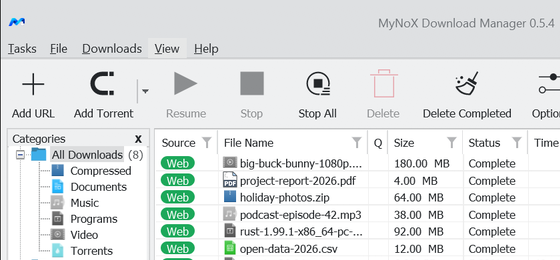 MyNoX Download Manager 0.5.4
Tasks File Downloads View Help
Add URL Add Torrent Resume Stop Stop All Delete Delete Completed Optio
Categories X Source File Name Q Size Status Time
All Downloads (8) Web big-buck-bunny-1080p.... 180.00 MB Complete
Compressed Web project-report-2026.pdf 4.00 MB Complete
Documents Web holiday-photos.zip 64.00 MB Complete
Music Web podcast-episode-42.mp3 38.00 MB Complete
Programs Web rust-1.99.1-x86_64-pc-... 92.00 MB Complete
Video Web open-data-2026.csv 12.00 MB Complete
Torrents